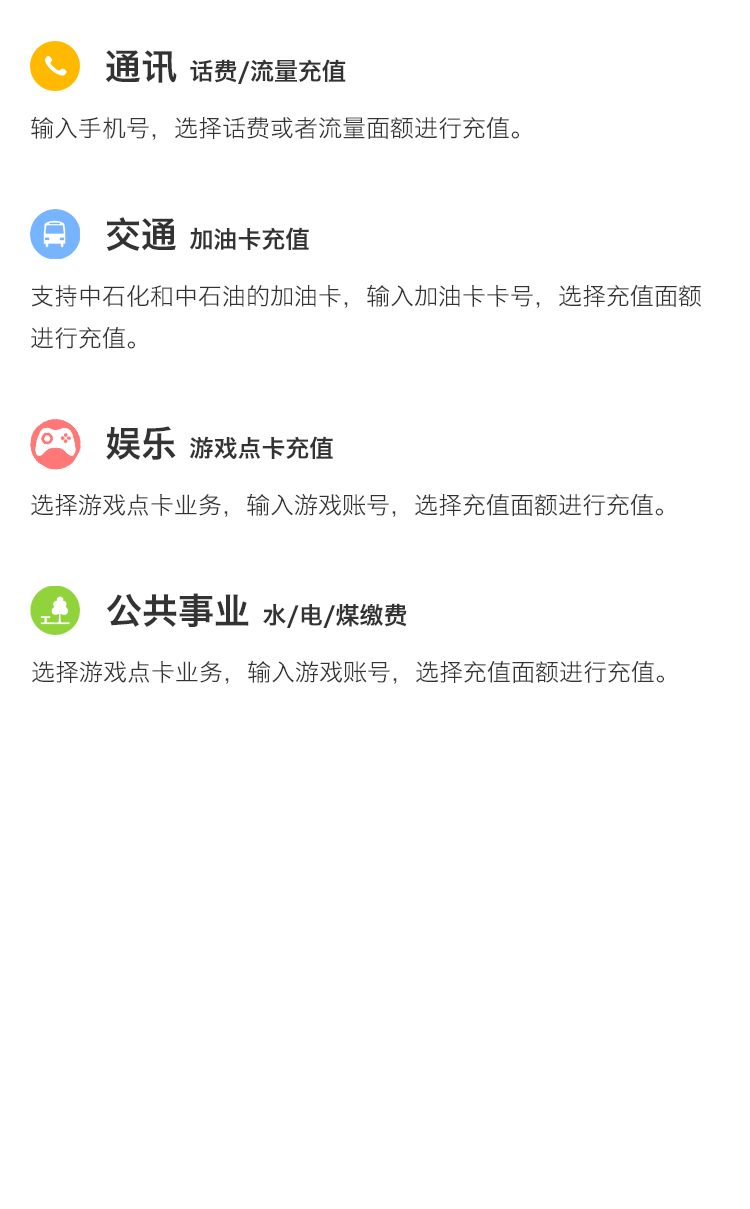 通讯 话费/流量充值
输入手机号，选择话费或者流量面额进行充值。
交通 加油卡充值
支持中石化和中石油的加油卡，输入加油卡卡号，选择充值面额
进行充值。
娱乐 游戏点卡充值
选择游戏点卡业务，输入游戏账号，选择充值面额进行充值。
公共事业 水/电/煤缴费
选择游戏点卡业务，输入游戏账号，选择充值面额进行充值。